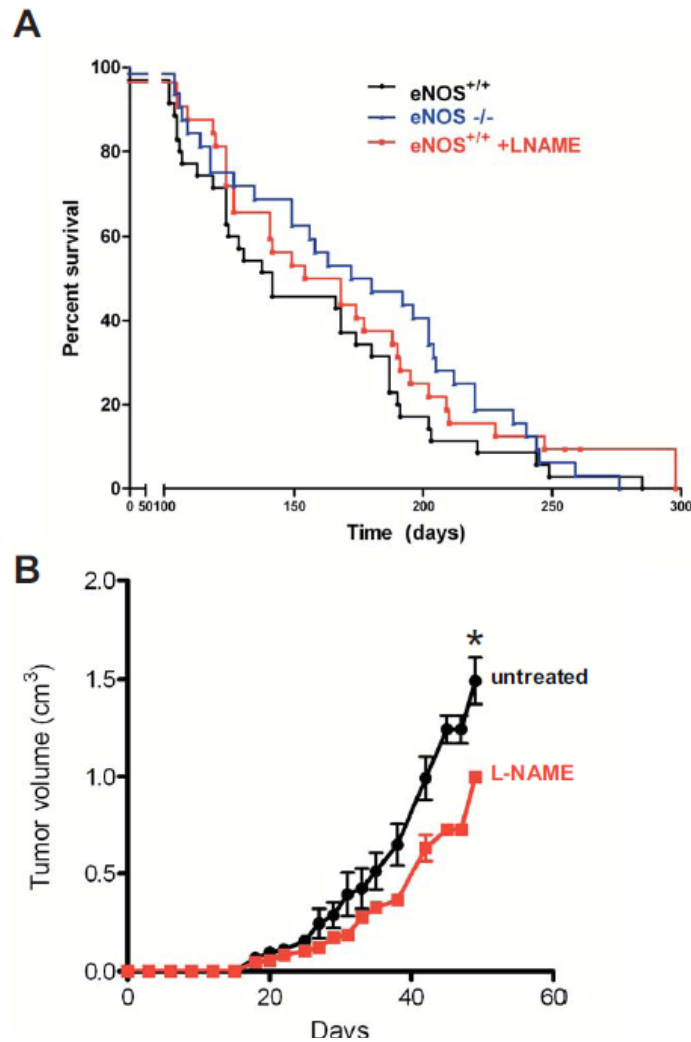 A
100
80
60
40
20
0
Percent survival
eNOS+/+
eNOS -/-
eNOS+/+ +LNAME
0 50100 150 200 250 300
Time (days)
B
2.0
1.5
1.0
0.5
0.0
Tumor volume (cm3)
*
untreated
L-NAME
0 20 40 60
Days